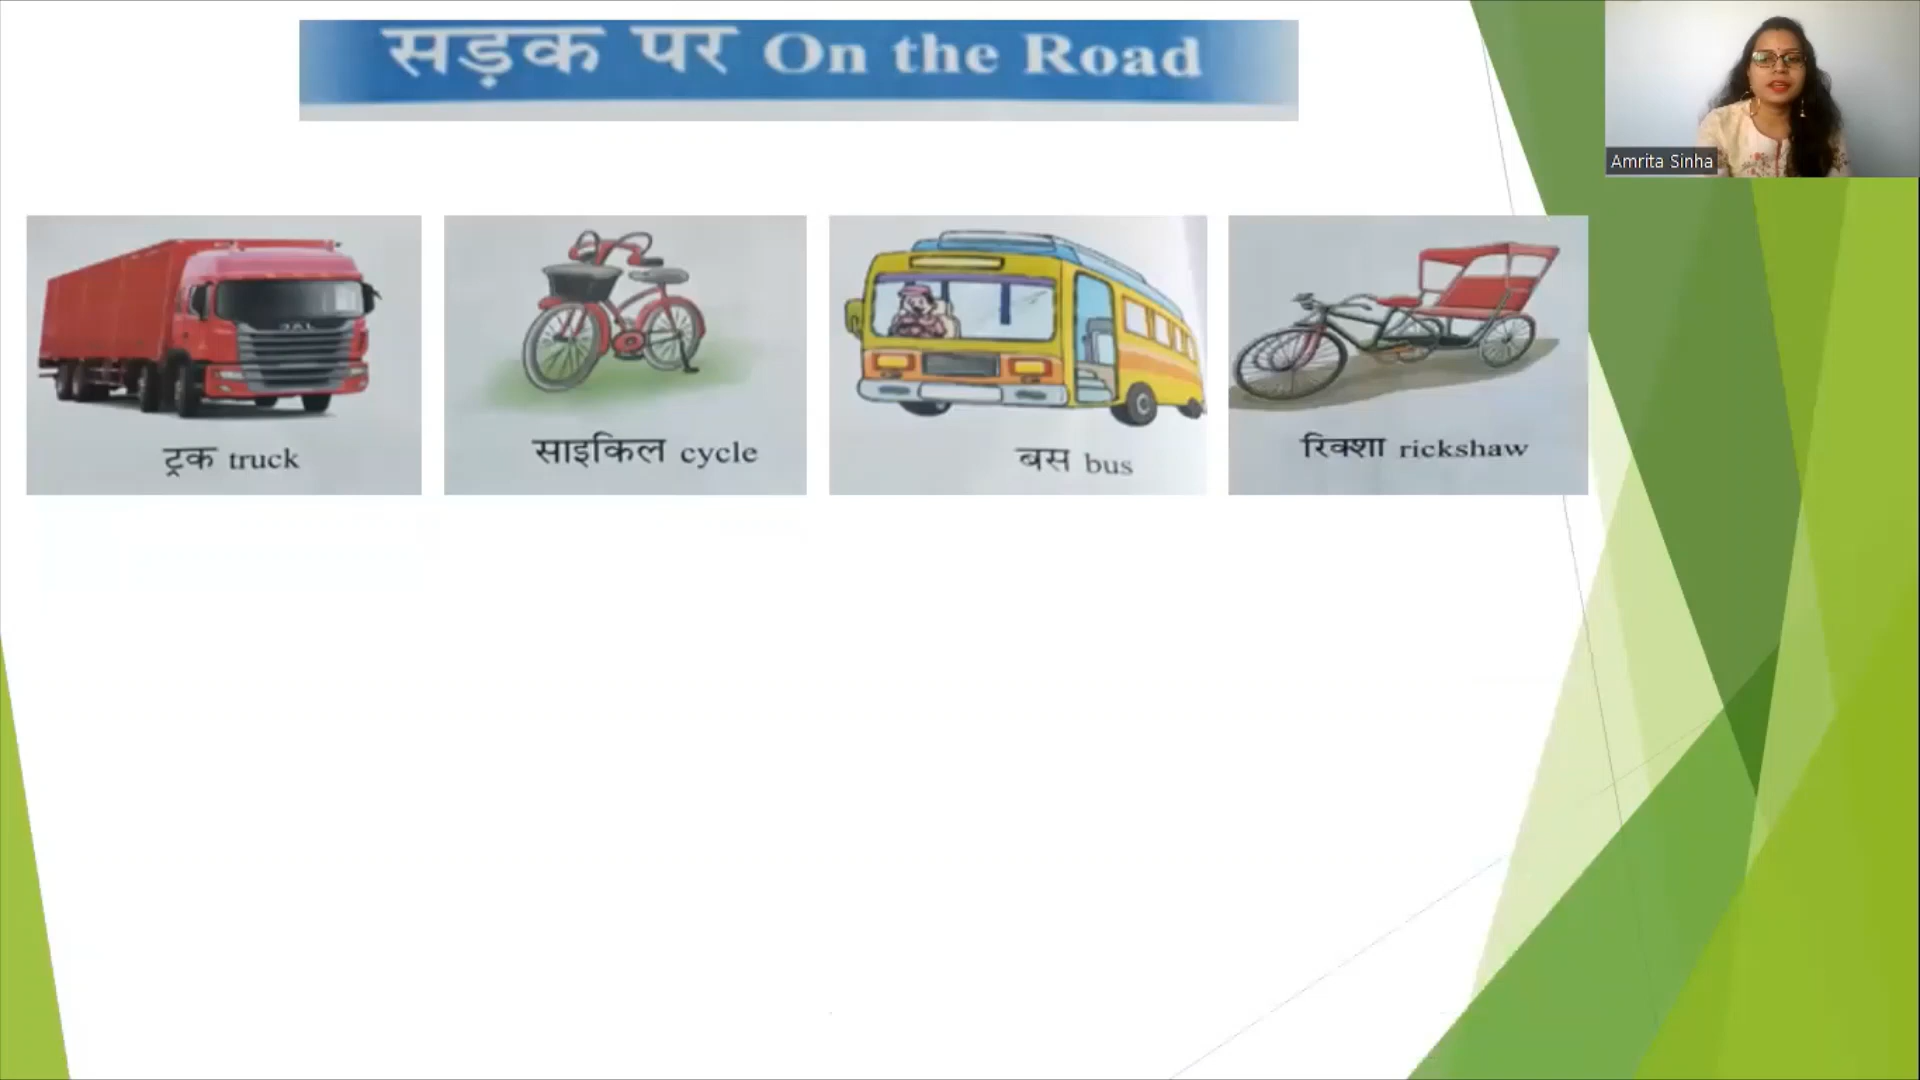 सड़क पर On the Road
Amrita Sinha
ट्रक truck
साइकिल cycle
बस bus
रिक्शा rickshaw